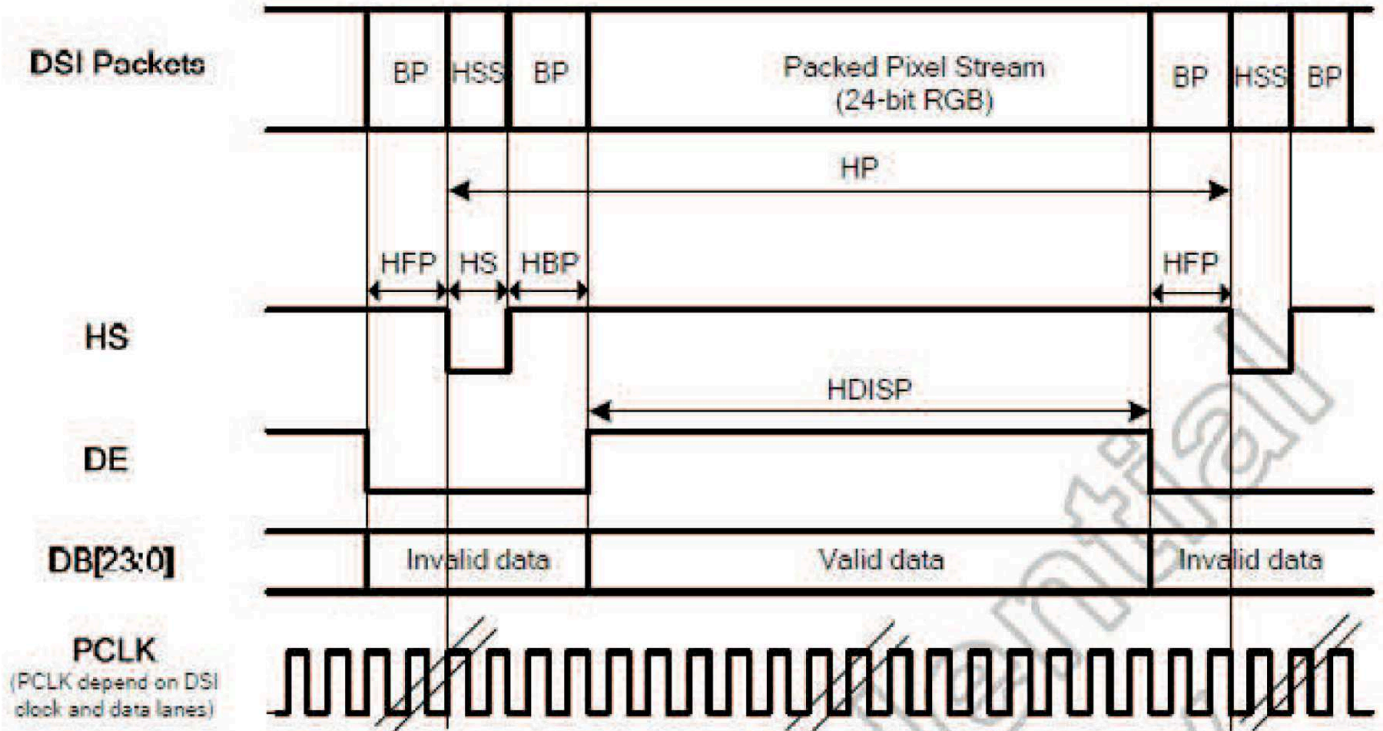 DSI Packets
BP HSS BP Packed Pixel Stream BP HSS BP
(24-bit RGB)
HP
HFP HS HBP HFP
HS
HDISP
DE
DB[23:0] Invalid data Valid data Invalid data
PCLK
(PCLK depend on DSI
clock and data lanes)